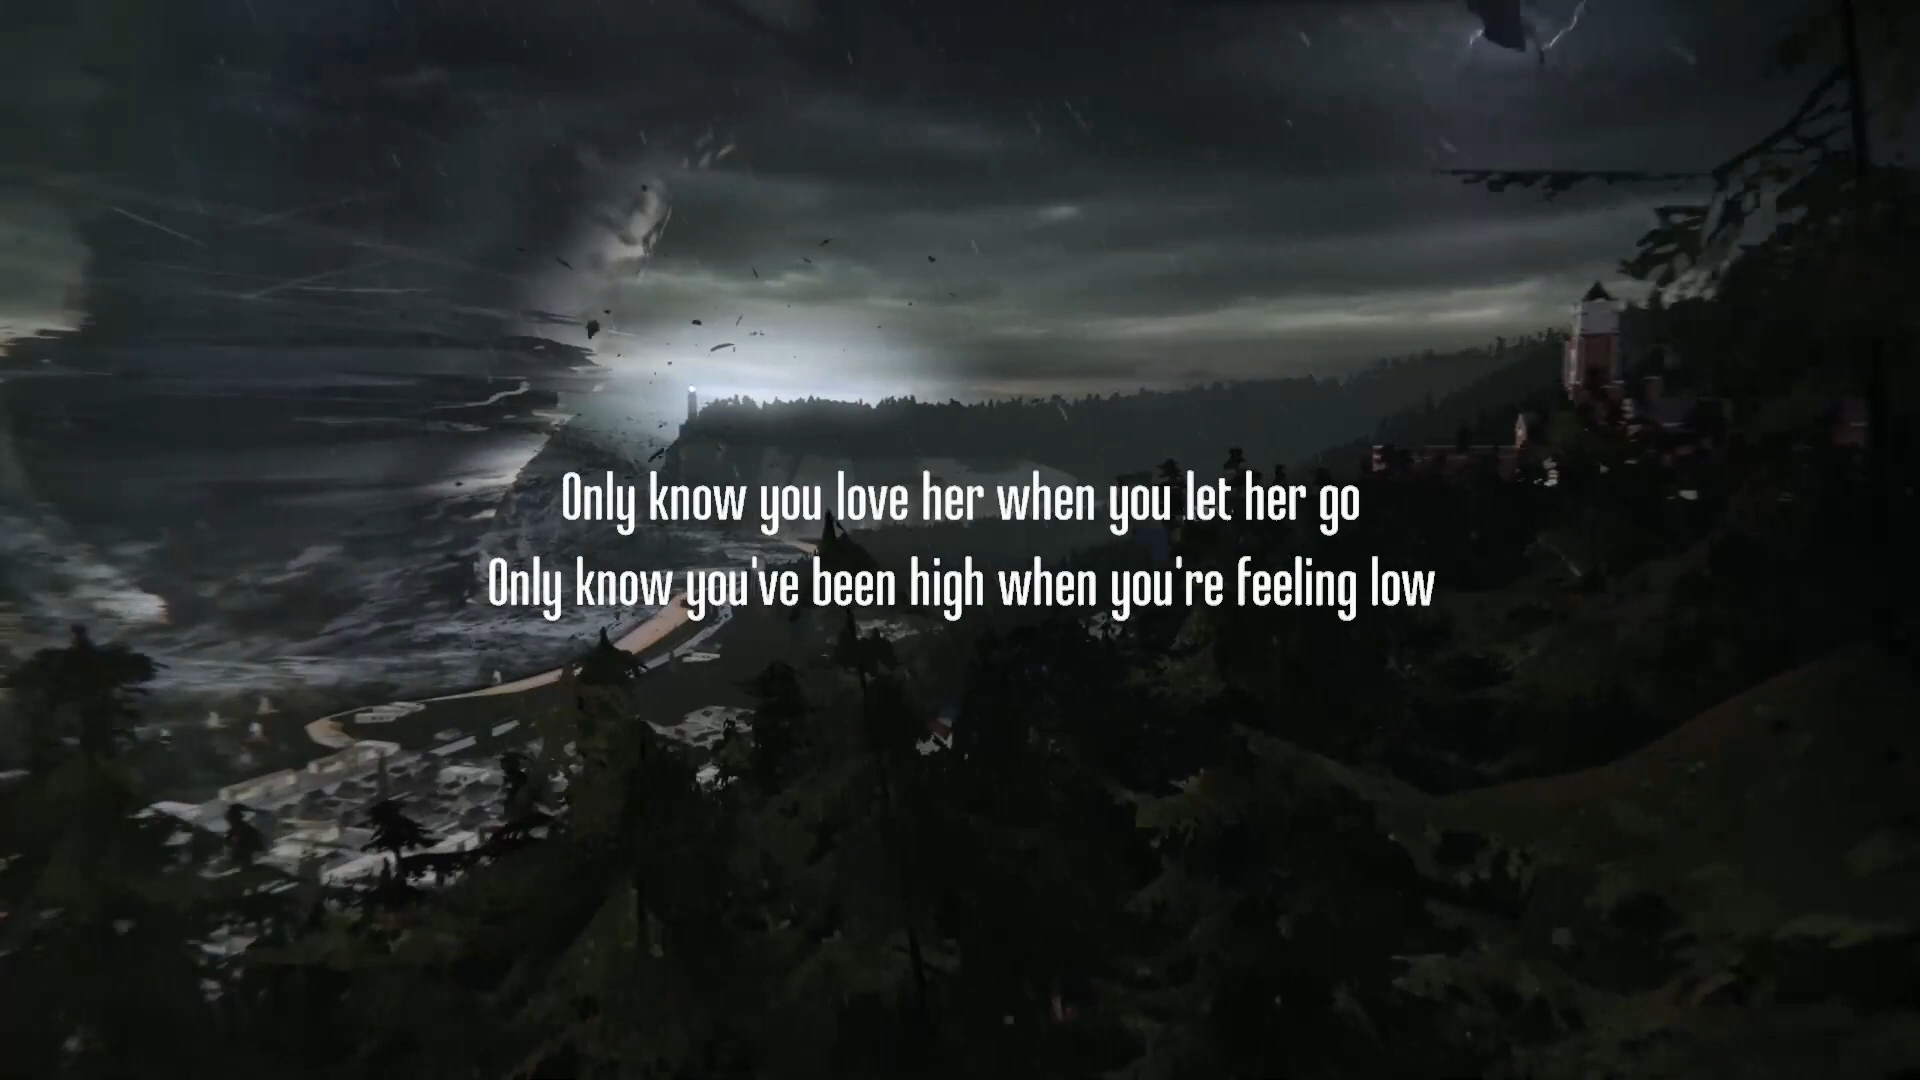 Only know you love her when you let her go
Only know you've been high when you're feeling low